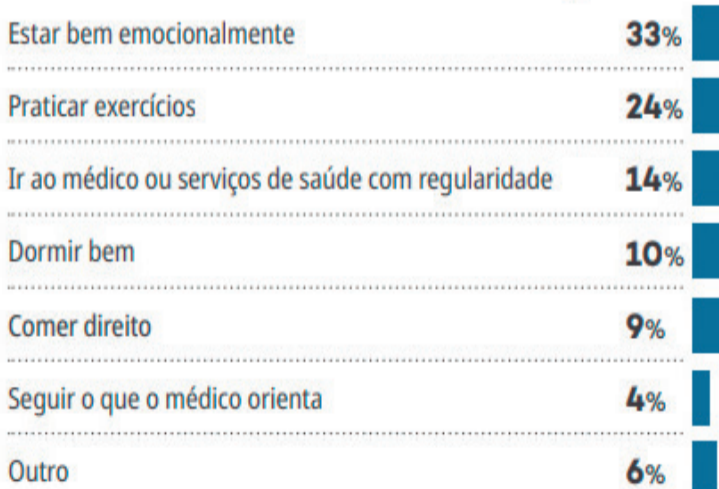 Estar bem emocionalmente 33%
Praticar exercícios 24%
Ir ao médico ou serviços de saúde com regularidade 14%
Dormir bem 10%
Comer direito 9%
Seguir o que o médico orienta 4%
Outro 6%